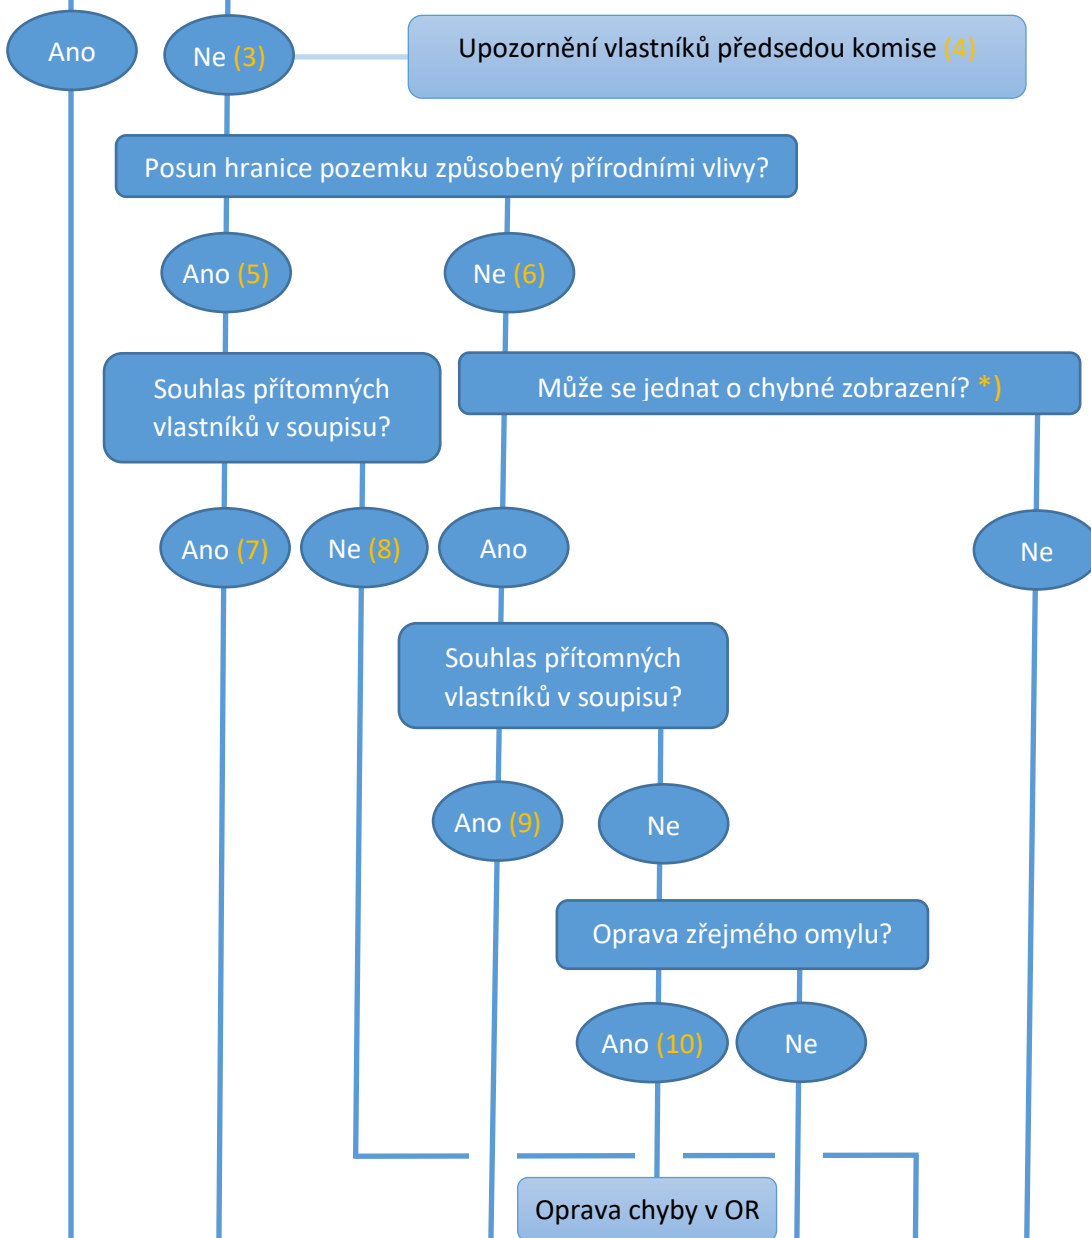 Ano
Ne (3)
Upozornění vlastníků předsedou komise (4)
Posun hranice pozemku způsobený přírodními vlivy?
Ano (5)
Ne (6)
Souhlas přítomných
vlastníků v soupisu?
Může se jednat o chybné zobrazení? *)
Ano (7)
Ne (8)
Ano
Ne
Souhlas přítomných
vlastníků v soupisu?
Ano (9)
Ne
Oprava zřejmého omylu?
Ano (10)
Ne
Oprava chyby v OR